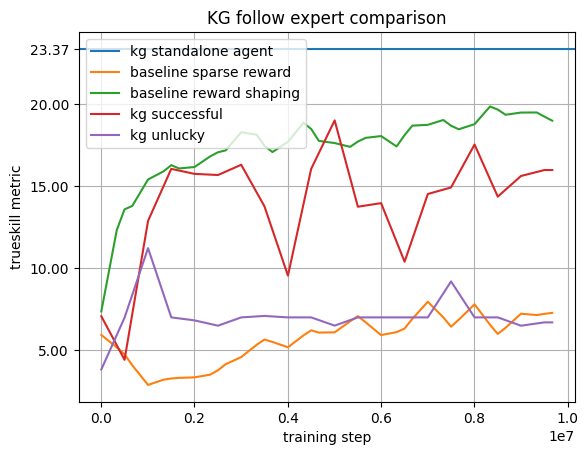 KG follow expert comparison
kg standalone agent
baseline sparse reward
baseline reward shaping
kg successful
kg unlucky
trueskill metric
23.37
20.00
15.00
10.00
5.00
0.0 0.2 0.4 0.6 0.8 1.0
1e7
training step